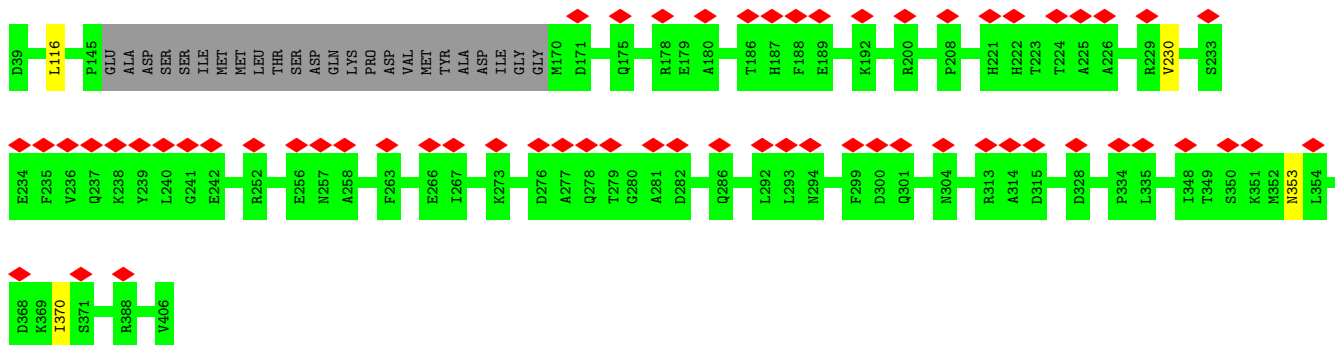 D39 L116 P145 GLU ALA ASP SER SER ILE MET MET LEU THR SER ASP GLN LYS PRO ASP VAL MET TYR ALA ASP ILE GLY GLY M170 D171 Q175 R178 E179 A180 T186 H187 F188 E189 K192 R200 P208 H221 H222 T223 T224 A225 A226 R229 V230 S233
E234 F235 V236 Q237 K238 Y239 L240 G241 E242 R252 E256 N257 A258 F263 E266 I267 K273 D276 A277 Q278 T279 G280 A281 D282 Q286 L292 L293 N294 F299 D300 Q301 N304 R313 A314 D315 D328 P334 L335 I348 T349 S350 K351 M352 N353 L354
D368 K369 I370 S371 R388 V406